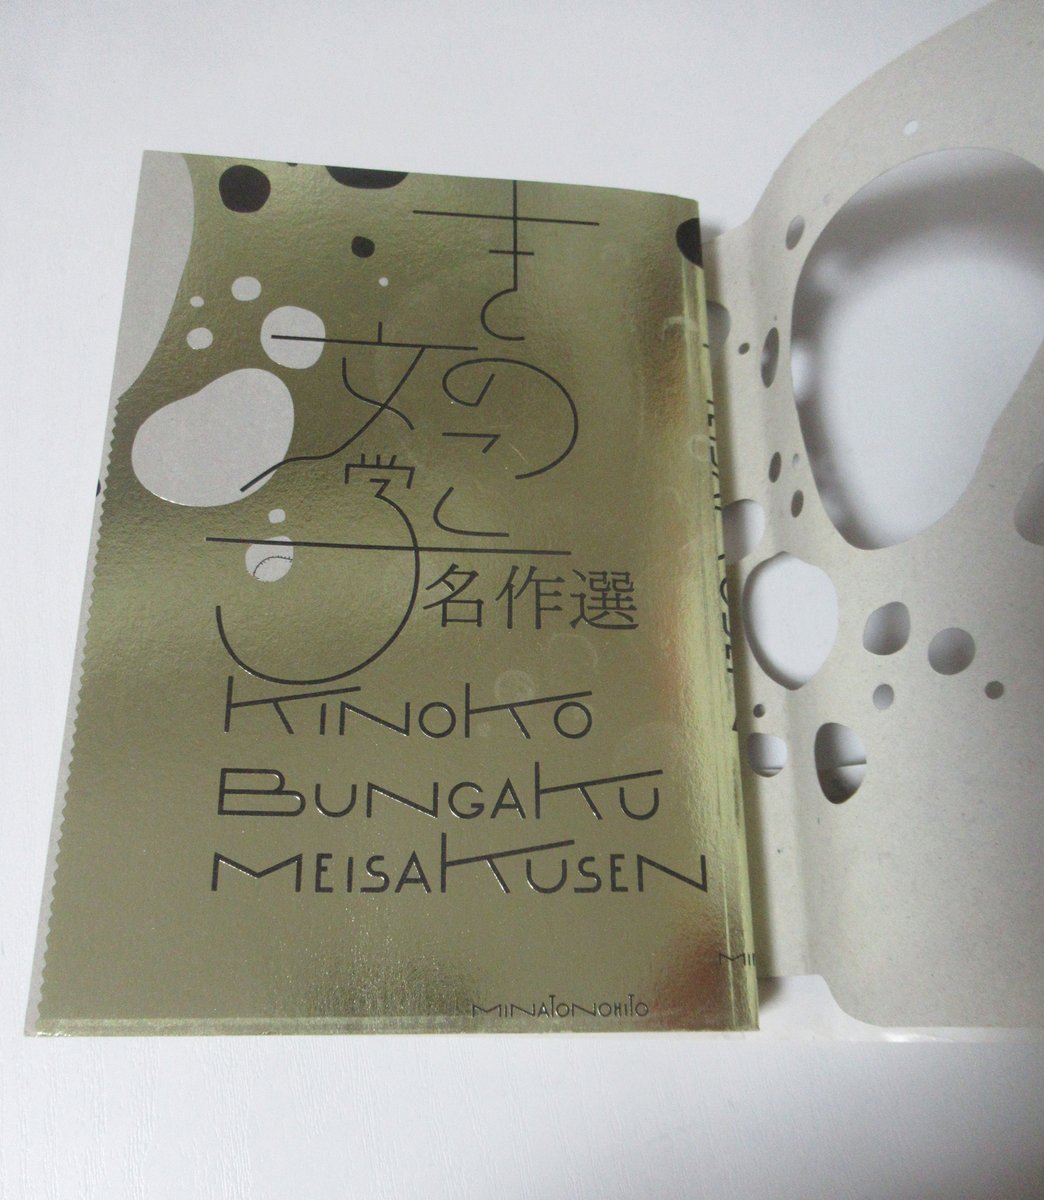 きのこ
文学
名作選
KINOKO
BUNGAKU
MEISAKUSEN
MINATONOHITO